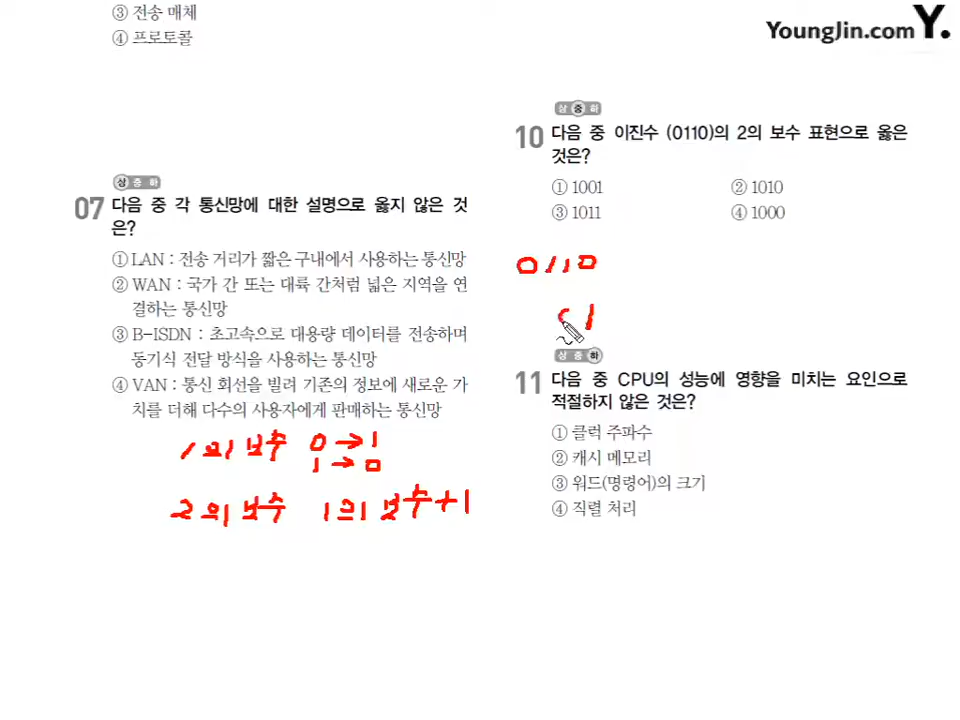 ③ 전송 매체
④ 프로토콜
YoungJin.com Y.
상 중 하
07 다음 중 각 통신망에 대한 설명으로 옳지 않은 것
은?
① LAN : 전송 거리가 짧은 구내에서 사용하는 통신망
② WAN : 국가 간 또는 대륙 간처럼 넓은 지역을 연
결하는 통신망
③ B-ISDN : 초고속으로 대용량 데이터를 전송하며
동기식 전달 방식을 사용하는 통신망
④ VAN : 통신 회선을 빌려 기존의 정보에 새로운 가
치를 더해 다수의 사용자에게 판매하는 통신망
1의 보수 0→1
1→0
2의 보수 1의 보수+1
상 중 하
10 다음 중 이진수 (0110)의 2의 보수 표현으로 옳은
것은?
① 1001 ② 1010
③ 1011 ④ 1000
0110
1
상 중 하
11 다음 중 CPU의 성능에 영향을 미치는 요인으로
적절하지 않은 것은?
① 클럭 주파수
② 캐시 메모리
③ 워드(명령어)의 크기
④ 직렬 처리